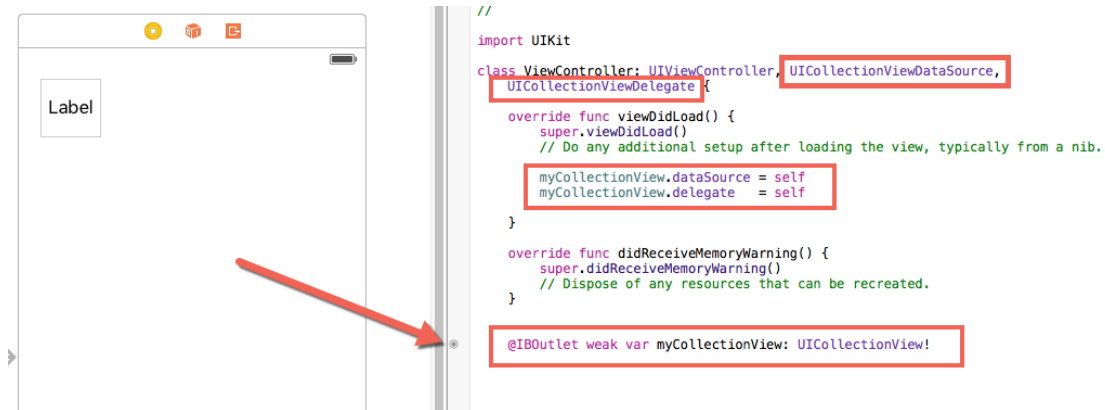 Label
//
import UIKit
class ViewController: UIViewController, UICollectionViewDataSource,
UICollectionViewDelegate {
override func viewDidLoad() {
super.viewDidLoad()
// Do any additional setup after loading the view, typically from a nib.
myCollectionView.dataSource = self
myCollectionView.delegate   = self
}
override func didReceiveMemoryWarning() {
super.didReceiveMemoryWarning()
// Dispose of any resources that can be recreated.
}
@IBOutlet weak var myCollectionView: UICollectionView!